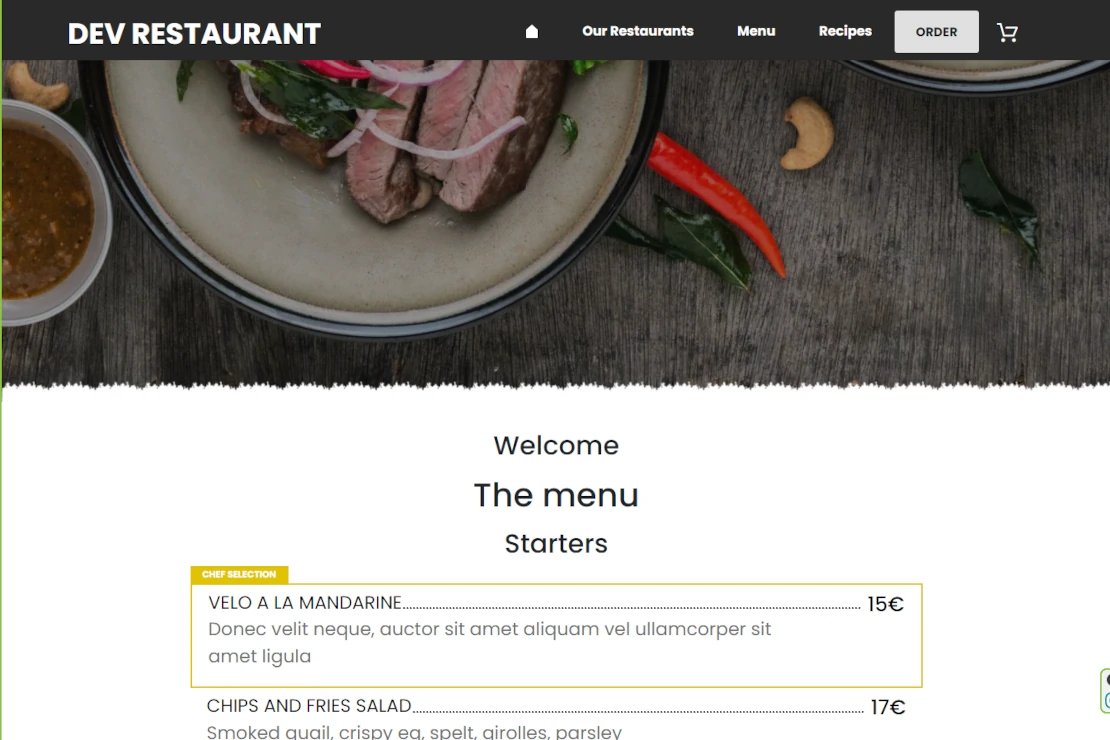 DEV RESTAURANT
Our Restaurants Menu Recipes ORDER
Welcome
The menu
Starters
CHEF SELECTION
VELO A LA MANDARINE 15€
Donec velit neque, auctor sit amet aliquam vel ullamcorper sit
amet ligula
CHIPS AND FRIES SALAD 17€
Smoked quail, crispy eg, spelt, girolles, parsley